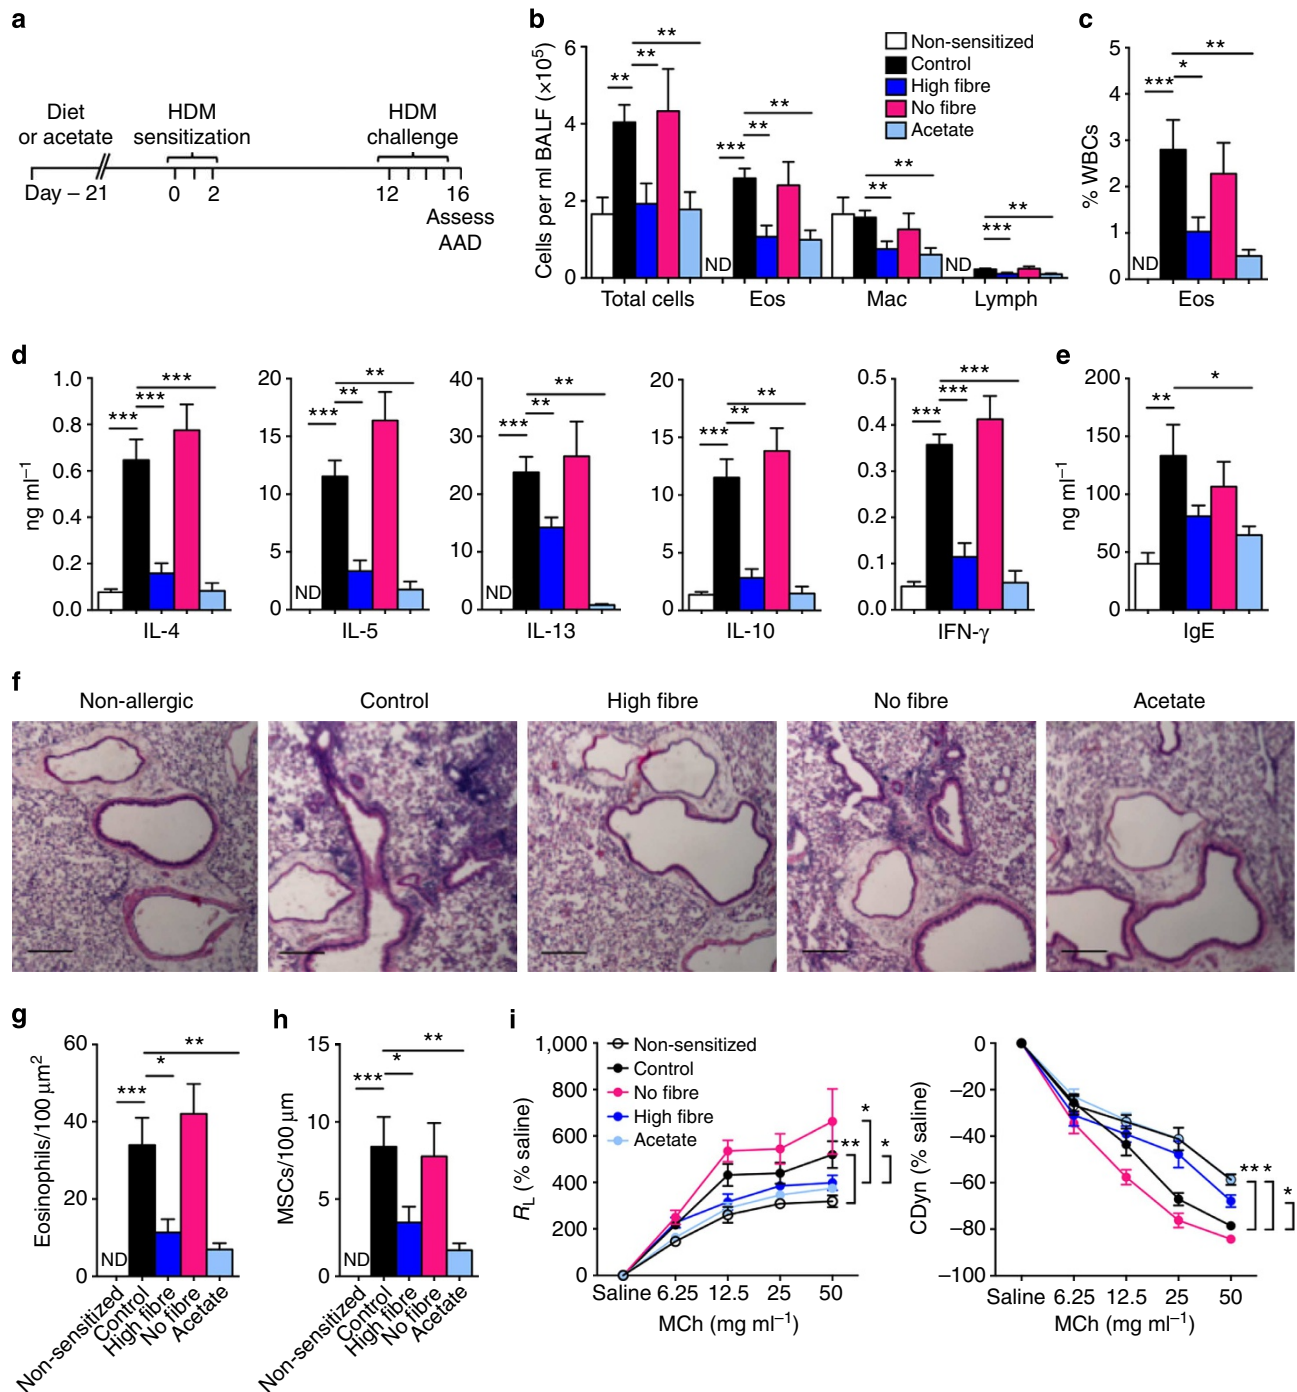 a
Diet
or acetate
HDM
sensitization
HDM
challenge
Day – 21
0 2
12 16
Assess
AAD
b
Cells per ml BALF (×10⁵)
6
4
2
0
** ** **
*** ** **
** **
*** **
ND ND
Total cells Eos Mac Lymph
Non-sensitized
Control
High fibre
No fibre
Acetate
c
% WBCs
5
4
3
2
1
0
*** * **
ND
Eos
d
ng ml⁻¹
1.0
0.8
0.6
0.4
0.2
0.0
*** *** ***
IL-4
20
15
10
5
0
*** ** **
ND
IL-5
40
30
20
10
0
*** ** **
ND
IL-13
20
15
10
5
0
*** ** **
IL-10
0.5
0.4
0.3
0.2
0.1
0.0
*** *** ***
IFN-γ
e
ng ml⁻¹
200
150
100
50
0
** *
IgE
f
Non-allergic Control High fibre No fibre Acetate
g
Eosinophils/100 µm²
60
40
20
0
*** * **
ND
Non-sensitized
Control
High fibre
No fibre
Acetate
h
MSCs/100 µm
15
10
5
0
*** * **
ND
Non-sensitized
Control
High fibre
No fibre
Acetate
i
R_L (% saline)
1,000
800
600
400
200
0
Non-sensitized
Control
No fibre
High fibre
Acetate
** * *
Saline 6.25 12.5 25 50
MCh (mg ml⁻¹)
CDyn (% saline)
0
–20
–40
–60
–80
–100
*** * *
Saline 6.25 12.5 25 50
MCh (mg ml⁻¹)